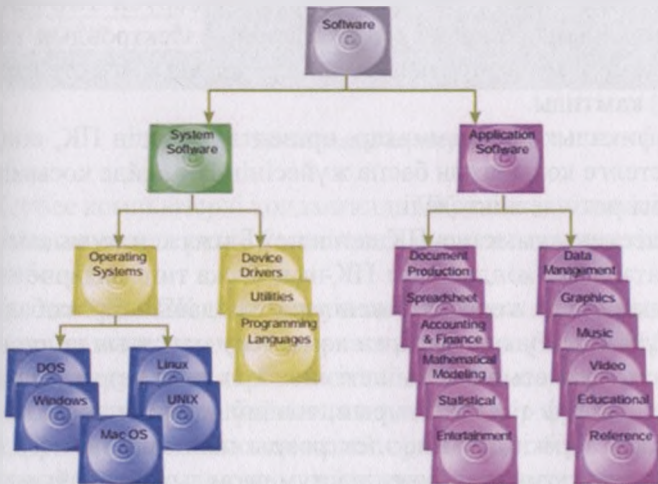 Software
System
Software
Application
Software
Operating
Systems
Device
Drivers
Utilities
Programming
Languages
DOS
Linux
Windows
UNIX
Mac OS
Document
Production
Spreadsheet
Accounting
& Finance
Mathematical
Modeling
Statistical
Entertainment
Data
Management
Graphics
Music
Video
Educational
Reference